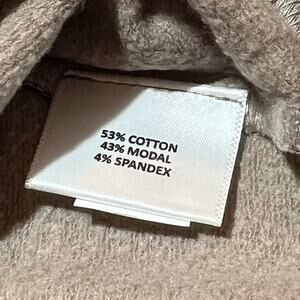 53% COTTON
43% MODAL
4% SPANDEX